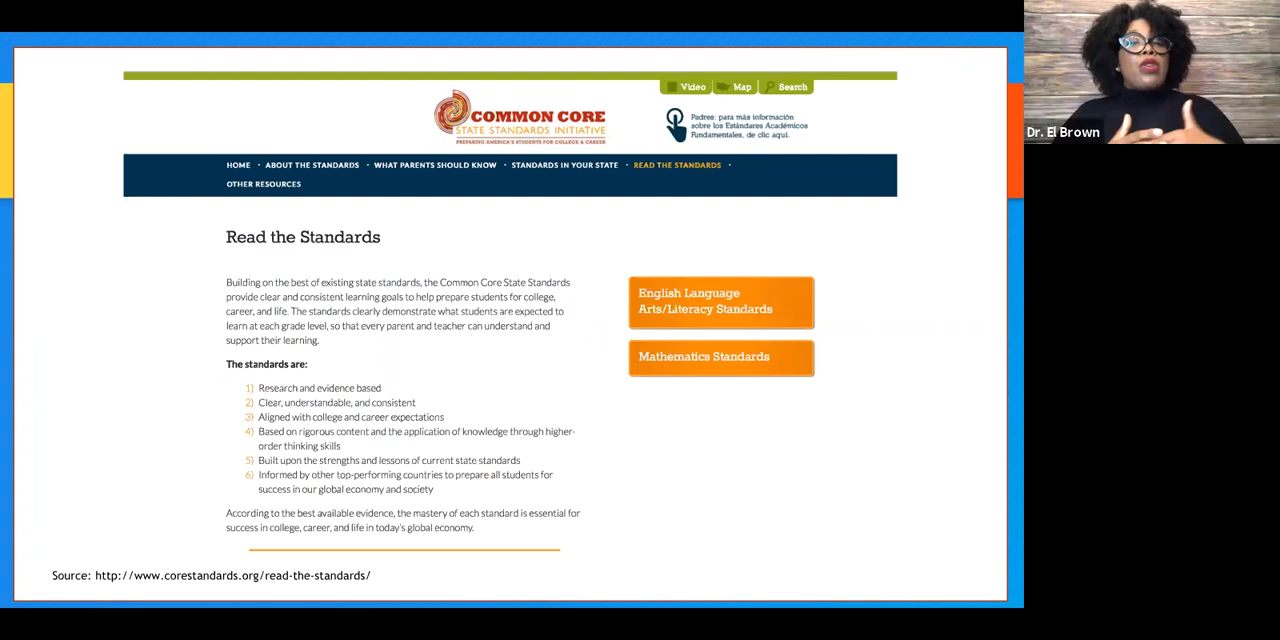 Video
Map
Search
COMMON CORE
STATE STANDARDS INITIATIVE
PREPARING AMERICA'S STUDENTS FOR COLLEGE & CAREER
Padres: para más información
sobre los Estándares Académicos
Fundamentales, de clic aquí.
HOME · ABOUT THE STANDARDS · WHAT PARENTS SHOULD KNOW · STANDARDS IN YOUR STATE · READ THE STANDARDS ·
OTHER RESOURCES
Read the Standards
Building on the best of existing state standards, the Common Core State Standards
provide clear and consistent learning goals to help prepare students for college,
career, and life. The standards clearly demonstrate what students are expected to
learn at each grade level, so that every parent and teacher can understand and
support their learning.
The standards are:
1) Research and evidence based
2) Clear, understandable, and consistent
3) Aligned with college and career expectations
4) Based on rigorous content and the application of knowledge through higher-
order thinking skills
5) Built upon the strengths and lessons of current state standards
6) Informed by other top-performing countries to prepare all students for
success in our global economy and society
According to the best available evidence, the mastery of each standard is essential for
success in college, career, and life in today's global economy.
English Language
Arts/Literacy Standards
Mathematics Standards
Source: http://www.corestandards.org/read-the-standards/
Dr. El Brown